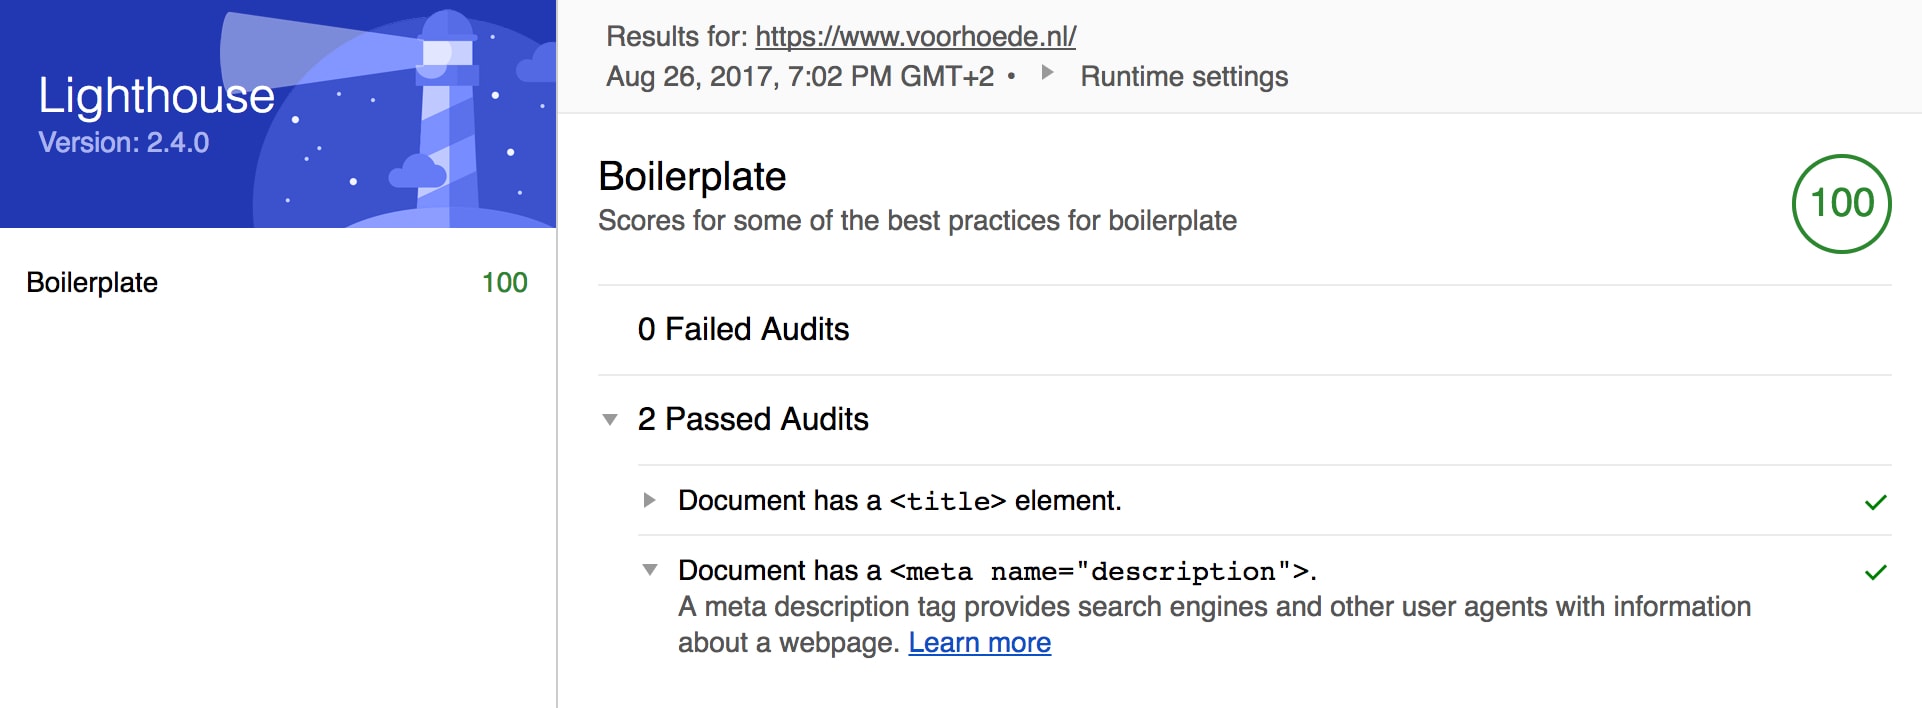 Lighthouse
Version: 2.4.0
Boilerplate 100
Results for: https://www.voorhoede.nl/
Aug 26, 2017, 7:02 PM GMT+2 • Runtime settings
Boilerplate
Scores for some of the best practices for boilerplate
100
0 Failed Audits
2 Passed Audits
Document has a <title> element.
Document has a <meta name="description">.
A meta description tag provides search engines and other user agents with information
about a webpage. Learn more